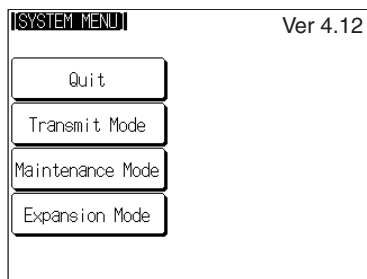 [SYSTEM MENU]
Ver 4.12
Quit
Transmit Mode
Maintenance Mode
Expansion Mode